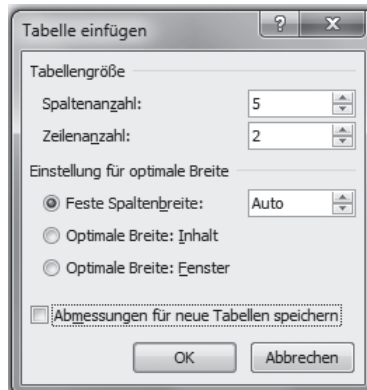 Tabelle einfügen
Tabellengröße
Spaltenanzahl: 5
Zeilenanzahl: 2
Einstellung für optimale Breite
Feste Spaltenbreite: Auto
Optimale Breite: Inhalt
Optimale Breite: Fenster
Abmessungen für neue Tabellen speichern
OK Abbrechen